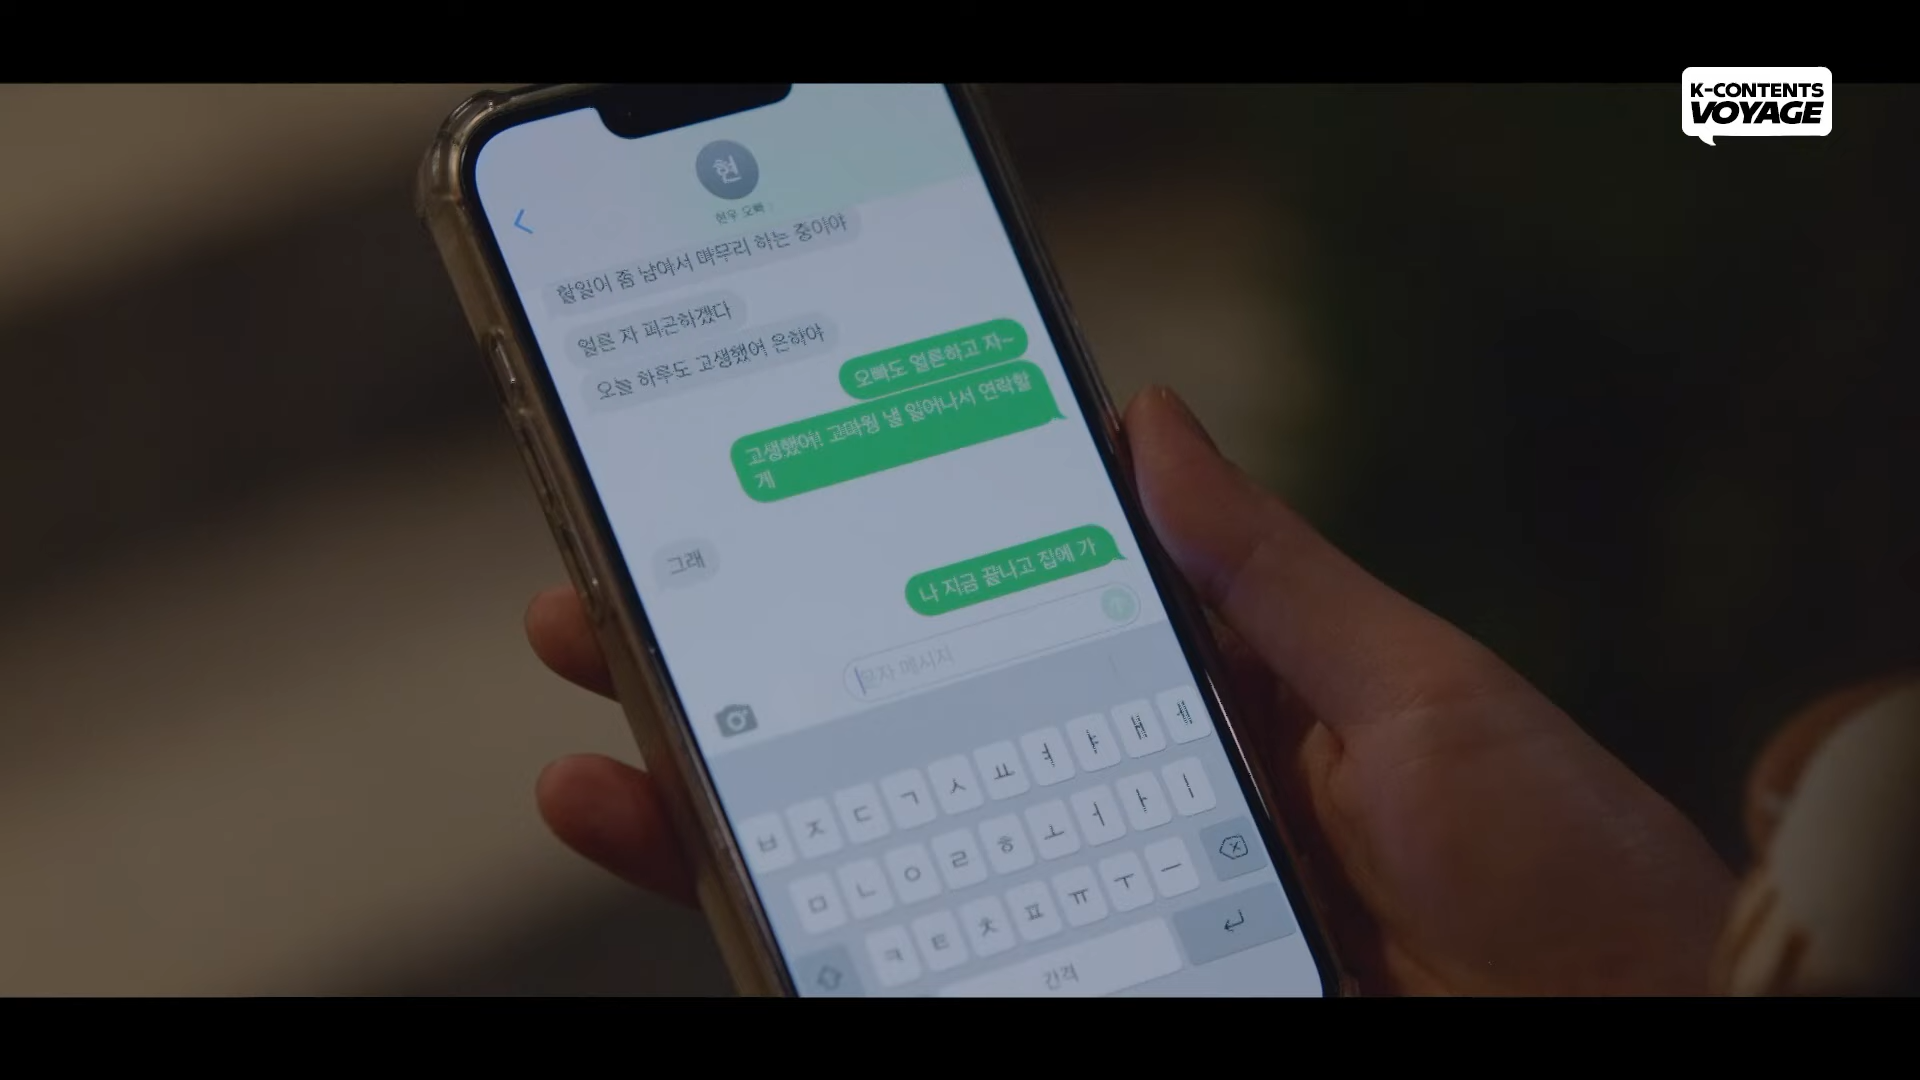 K-CONTENTS
VOYAGE
현
현우 오빠
할일이 좀 남여서 마무리 하는 중이야
얼른 자 피곤하겠다
오늘 하루도 고생했어 은하야
오빠도 얼른하고 자~
고생했어! 고마웡 낼 일어나서 연락할
게
그래
나 지금 끝나고 집에 가
문자 메시지
ㅂ ㅈ ㄷ ㄱ ㅅ ㅛ ㅕ ㅑ ㅐ ㅔ
ㅁ ㄴ ㅇ ㄹ ㅎ ㅗ ㅓ ㅏ ㅣ
ㅋ ㅌ ㅊ ㅍ ㅠ ㅜ ㅡ
간격